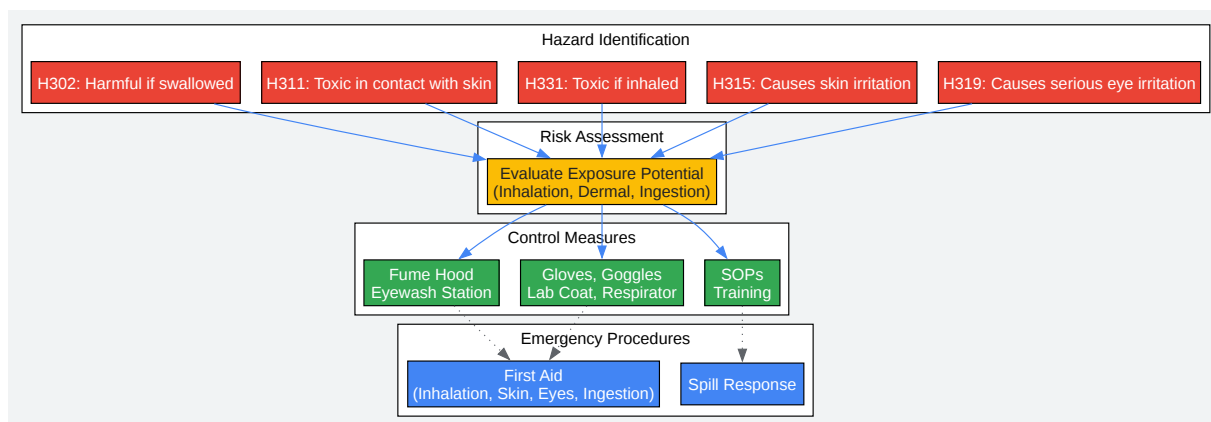 Hazard Identification
H302: Harmful if swallowed
H311: Toxic in contact with skin
H331: Toxic if inhaled
H315: Causes skin irritation
H319: Causes serious eye irritation
Risk Assessment
Evaluate Exposure Potential
(Inhalation, Dermal, Ingestion)
Control Measures
Fume Hood
Eyewash Station
Gloves, Goggles
Lab Coat, Respirator
SOPs
Training
Emergency Procedures
First Aid
(Inhalation, Skin, Eyes, Ingestion)
Spill Response